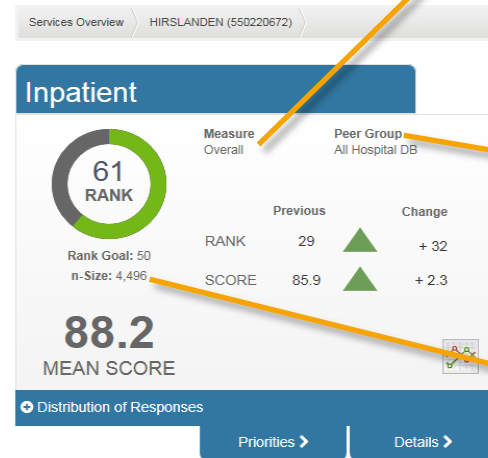 Services Overview HIRSLANDEN (550220672)
Inpatient
Measure
Overall
Peer Group
All Hospital DB
61
RANK
Rank Goal: 50
n-Size: 4,496
Previous Change
RANK 29 + 32
SCORE 85.9 + 2.3
88.2
MEAN SCORE
Distribution of Responses
Priorities Details